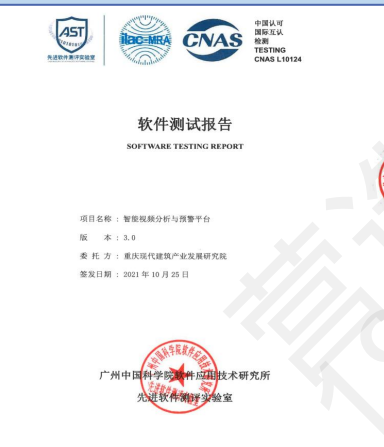 AST
先进软件测评实验室
ilac-MRA
CNAS
中国认可
国际互认
检测
TESTING
CNAS L10124
软件测试报告
SOFTWARE TESTING REPORT
项目名称 : 智能视频分析与预警平台
版 本 : 3.0
委 托 方 : 重庆现代建筑产业发展研究院
签发日期 : 2021 年 10 月 25 日
广州中国科学院软件应用技术研究所
先进软件测评实验室